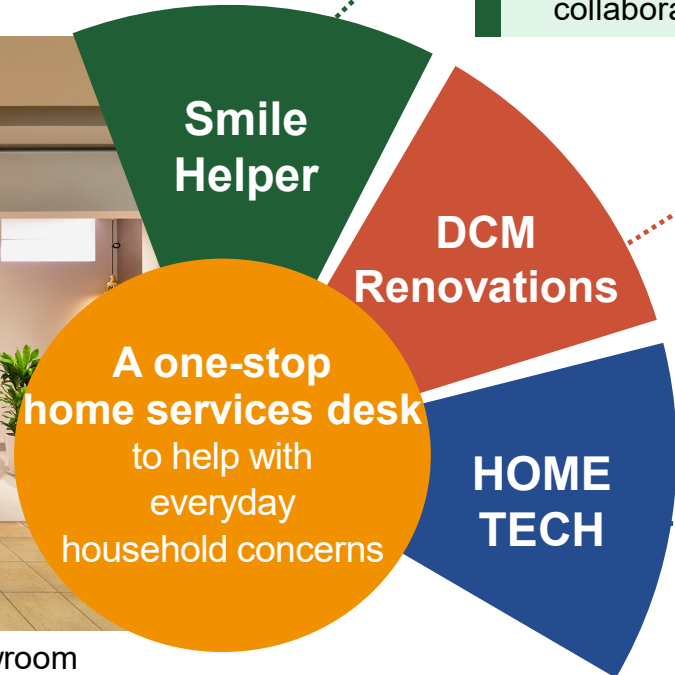 Smile
Helper
DCM
Renovations
A one-stop
home services desk
to help with
everyday
household concerns
HOME
TECH